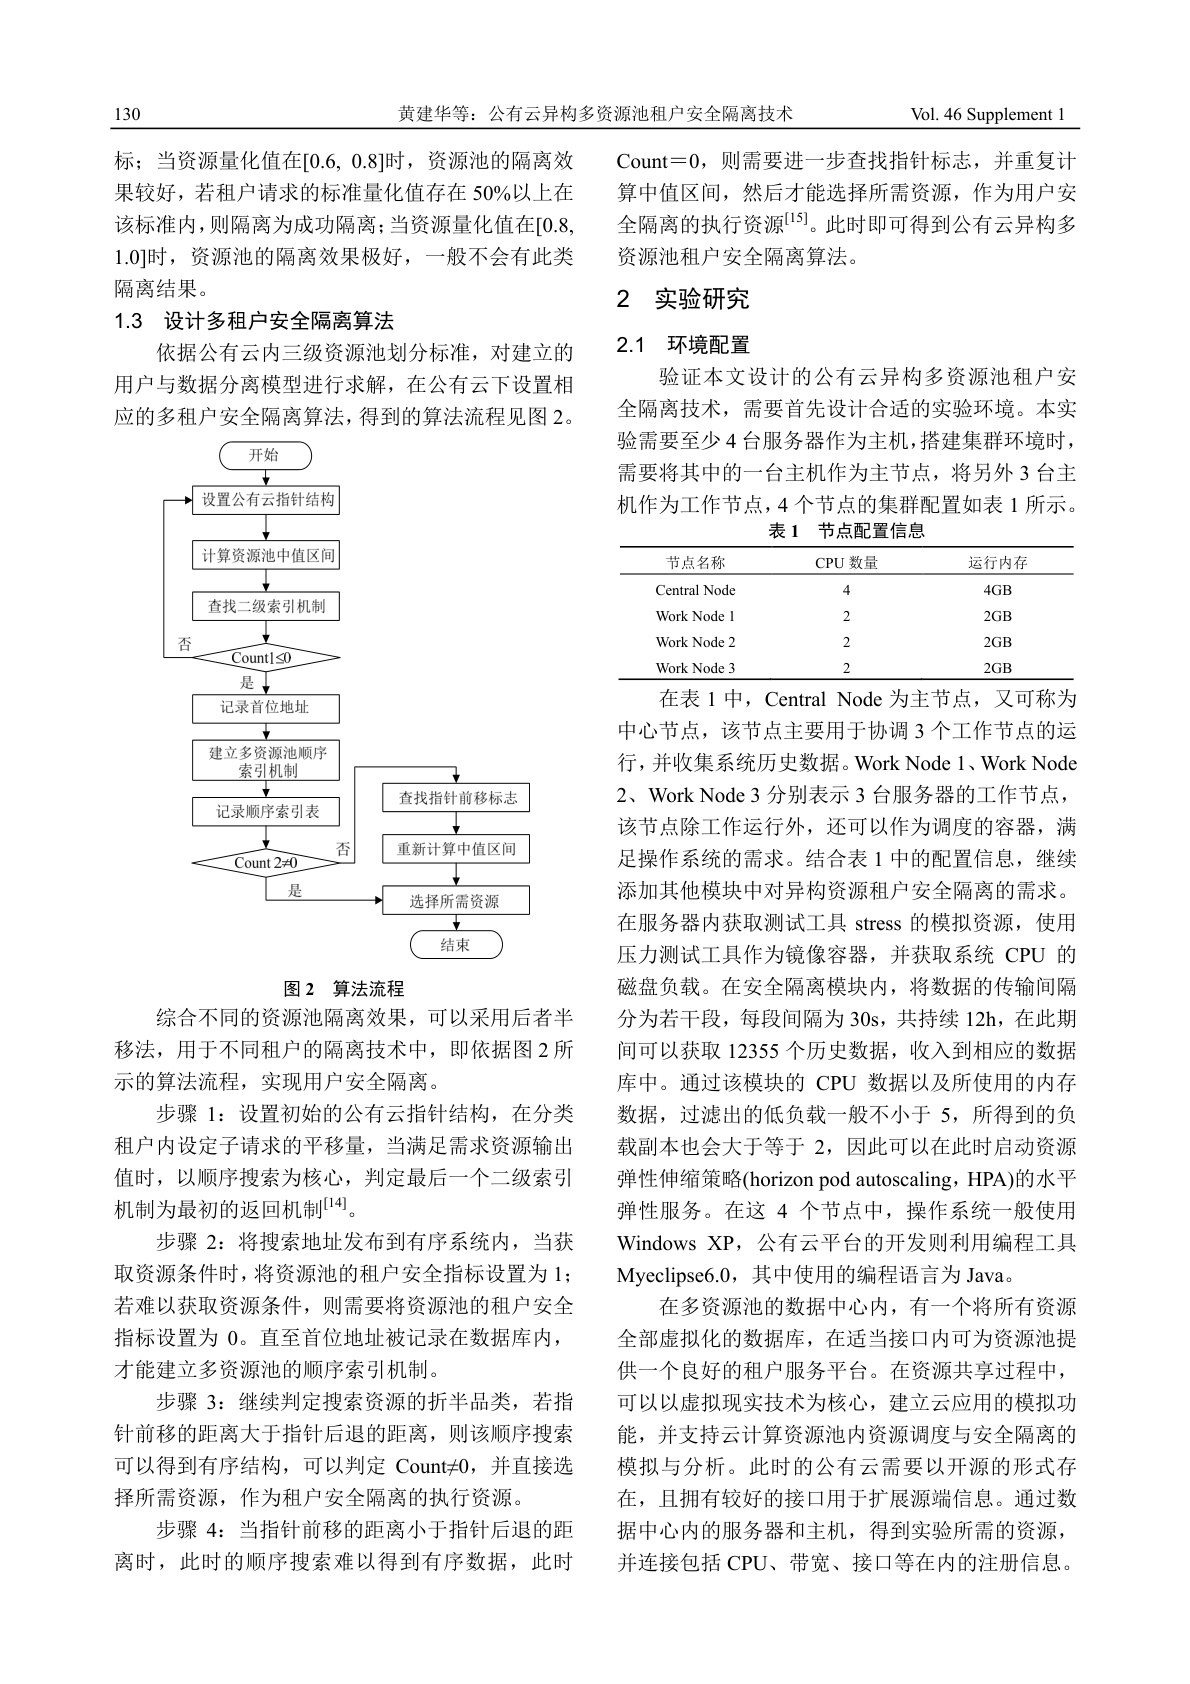 130
黄建华等：公有云异构多资源池租户安全隔离技术
Vol. 46 Supplement 1
标；当资源量化值在[0.6, 0.8]时，资源池的隔离效
果较好，若租户请求的标准量化值存在 50%以上在
该标准内，则隔离为成功隔离；当资源量化值在[0.8,
1.0]时，资源池的隔离效果极好，一般不会有此类
隔离结果。
1.3 设计多租户安全隔离算法
依据公有云内三级资源池划分标准，对建立的
用户与数据分离模型进行求解，在公有云下设置相
应的多租户安全隔离算法，得到的算法流程见图 2。
开始
设置公有云指针结构
计算资源池中值区间
查找二级索引机制
否
Count1≤0
是
记录首位地址
建立多资源池顺序
索引机制
记录顺序索引表
Count 2≠0
否
是
查找指针前移标志
重新计算中值区间
选择所需资源
结束
图 2 算法流程
综合不同的资源池隔离效果，可以采用后者半
移法，用于不同租户的隔离技术中，即依据图 2 所
示的算法流程，实现用户安全隔离。
步骤 1：设置初始的公有云指针结构，在分类
租户内设定子请求的平移量，当满足需求资源输出
值时，以顺序搜索为核心，判定最后一个二级索引
机制为最初的返回机制[14]。
步骤 2：将搜索地址发布到有序系统内，当获
取资源条件时，将资源池的租户安全指标设置为 1；
若难以获取资源条件，则需要将资源池的租户安全
指标设置为 0。直至首位地址被记录在数据库内，
才能建立多资源池的顺序索引机制。
步骤 3：继续判定搜索资源的折半品类，若指
针前移的距离大于指针后退的距离，则该顺序搜索
可以得到有序结构，可以判定 Count≠0，并直接选
择所需资源，作为租户安全隔离的执行资源。
步骤 4：当指针前移的距离小于指针后退的距
离时，此时的顺序搜索难以得到有序数据，此时
Count＝0，则需要进一步查找指针标志，并重复计
算中值区间，然后才能选择所需资源，作为用户安
全隔离的执行资源[15]。此时即可得到公有云异构多
资源池租户安全隔离算法。
2 实验研究
2.1 环境配置
验证本文设计的公有云异构多资源池租户安
全隔离技术，需要首先设计合适的实验环境。本实
验需要至少 4 台服务器作为主机，搭建集群环境时，
需要将其中的一台主机作为主节点，将另外 3 台主
机作为工作节点，4 个节点的集群配置如表 1 所示。
表 1 节点配置信息
节点名称 CPU 数量 运行内存
Central Node 4 4GB
Work Node 1 2 2GB
Work Node 2 2 2GB
Work Node 3 2 2GB
在表 1 中，Central Node 为主节点，又可称为
中心节点，该节点主要用于协调 3 个工作节点的运
行，并收集系统历史数据。Work Node 1、Work Node
2、Work Node 3 分别表示 3 台服务器的工作节点，
该节点除工作运行外，还可以作为调度的容器，满
足操作系统的需求。结合表 1 中的配置信息，继续
添加其他模块中对异构资源租户安全隔离的需求。
在服务器内获取测试工具 stress 的模拟资源，使用
压力测试工具作为镜像容器，并获取系统 CPU 的
磁盘负载。在安全隔离模块内，将数据的传输间隔
分为若干段，每段间隔为 30s，共持续 12h，在此期
间可以获取 12355 个历史数据，收入到相应的数据
库中。通过该模块的 CPU 数据以及所使用的内存
数据，过滤出的低负载一般不小于 5，所得到的负
载副本也会大于等于 2，因此可以在此时启动资源
弹性伸缩策略(horizon pod autoscaling，HPA)的水平
弹性服务。在这 4 个节点中，操作系统一般使用
Windows XP，公有云平台的开发则利用编程工具
Myeclipse6.0，其中使用的编程语言为 Java。
在多资源池的数据中心内，有一个将所有资源
全部虚拟化的数据库，在适当接口内可为资源池提
供一个良好的租户服务平台。在资源共享过程中，
可以以虚拟现实技术为核心，建立云应用的模拟功
能，并支持云计算资源池内资源调度与安全隔离的
模拟与分析。此时的公有云需要以开源的形式存
在，且拥有较好的接口用于扩展源端信息。通过数
据中心内的服务器和主机，得到实验所需的资源，
并连接包括 CPU、带宽、接口等在内的注册信息。